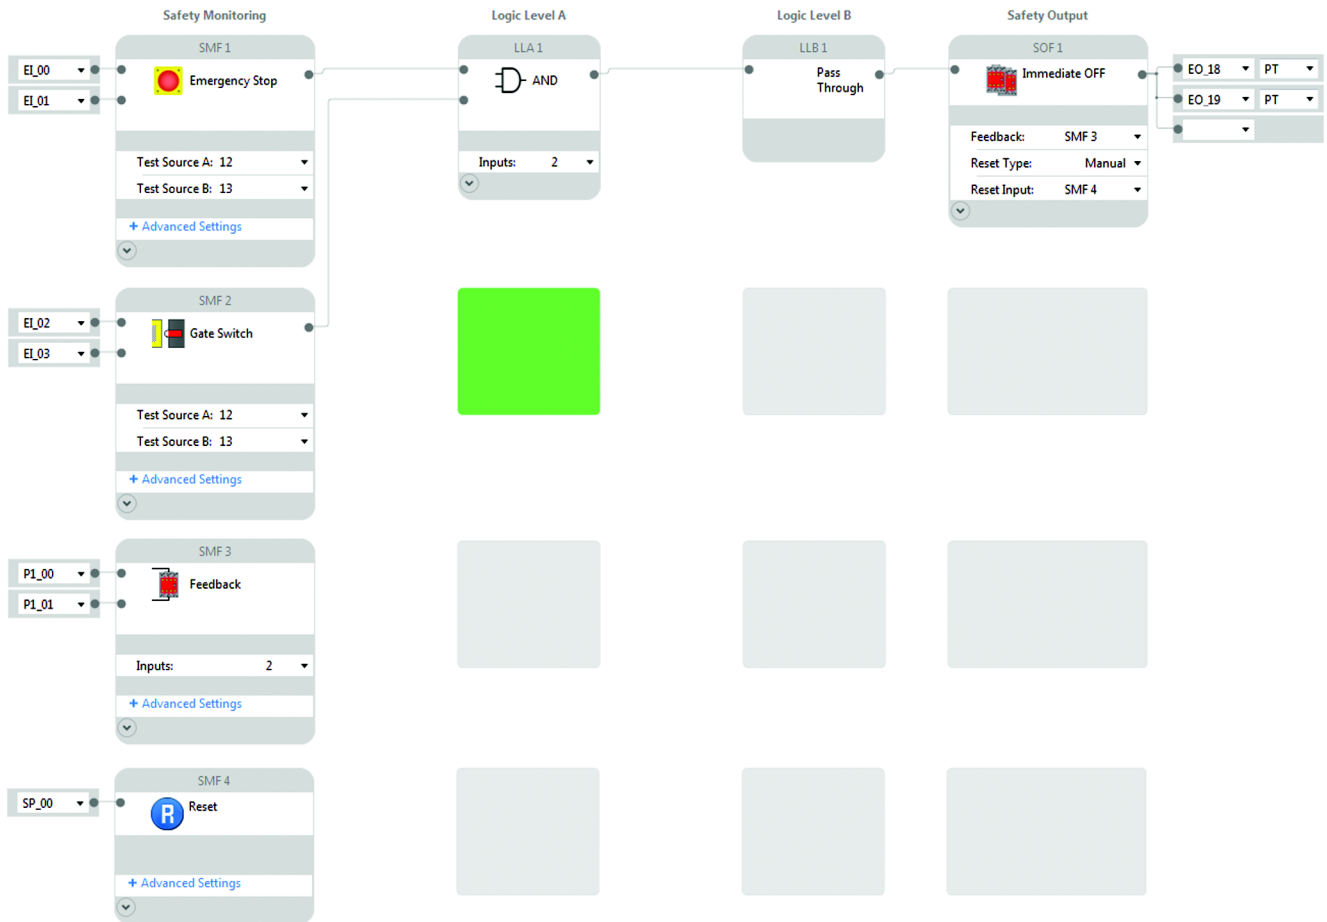 Safety Monitoring
Logic Level A
Logic Level B
Safety Output
SMF 1
EI_00
EI_01
Emergency Stop
Test Source A: 12
Test Source B: 13
+ Advanced Settings
LLA 1
AND
Inputs: 2
LLB 1
Pass
Through
SOF 1
Immediate OFF
Feedback: SMF 3
Reset Type: Manual
Reset Input: SMF 4
EO_18 PT
EO_19 PT
SMF 2
EI_02
EI_03
Gate Switch
Test Source A: 12
Test Source B: 13
+ Advanced Settings
SMF 3
P1_00
P1_01
Feedback
Inputs: 2
+ Advanced Settings
SMF 4
SP_00
R
Reset
+ Advanced Settings